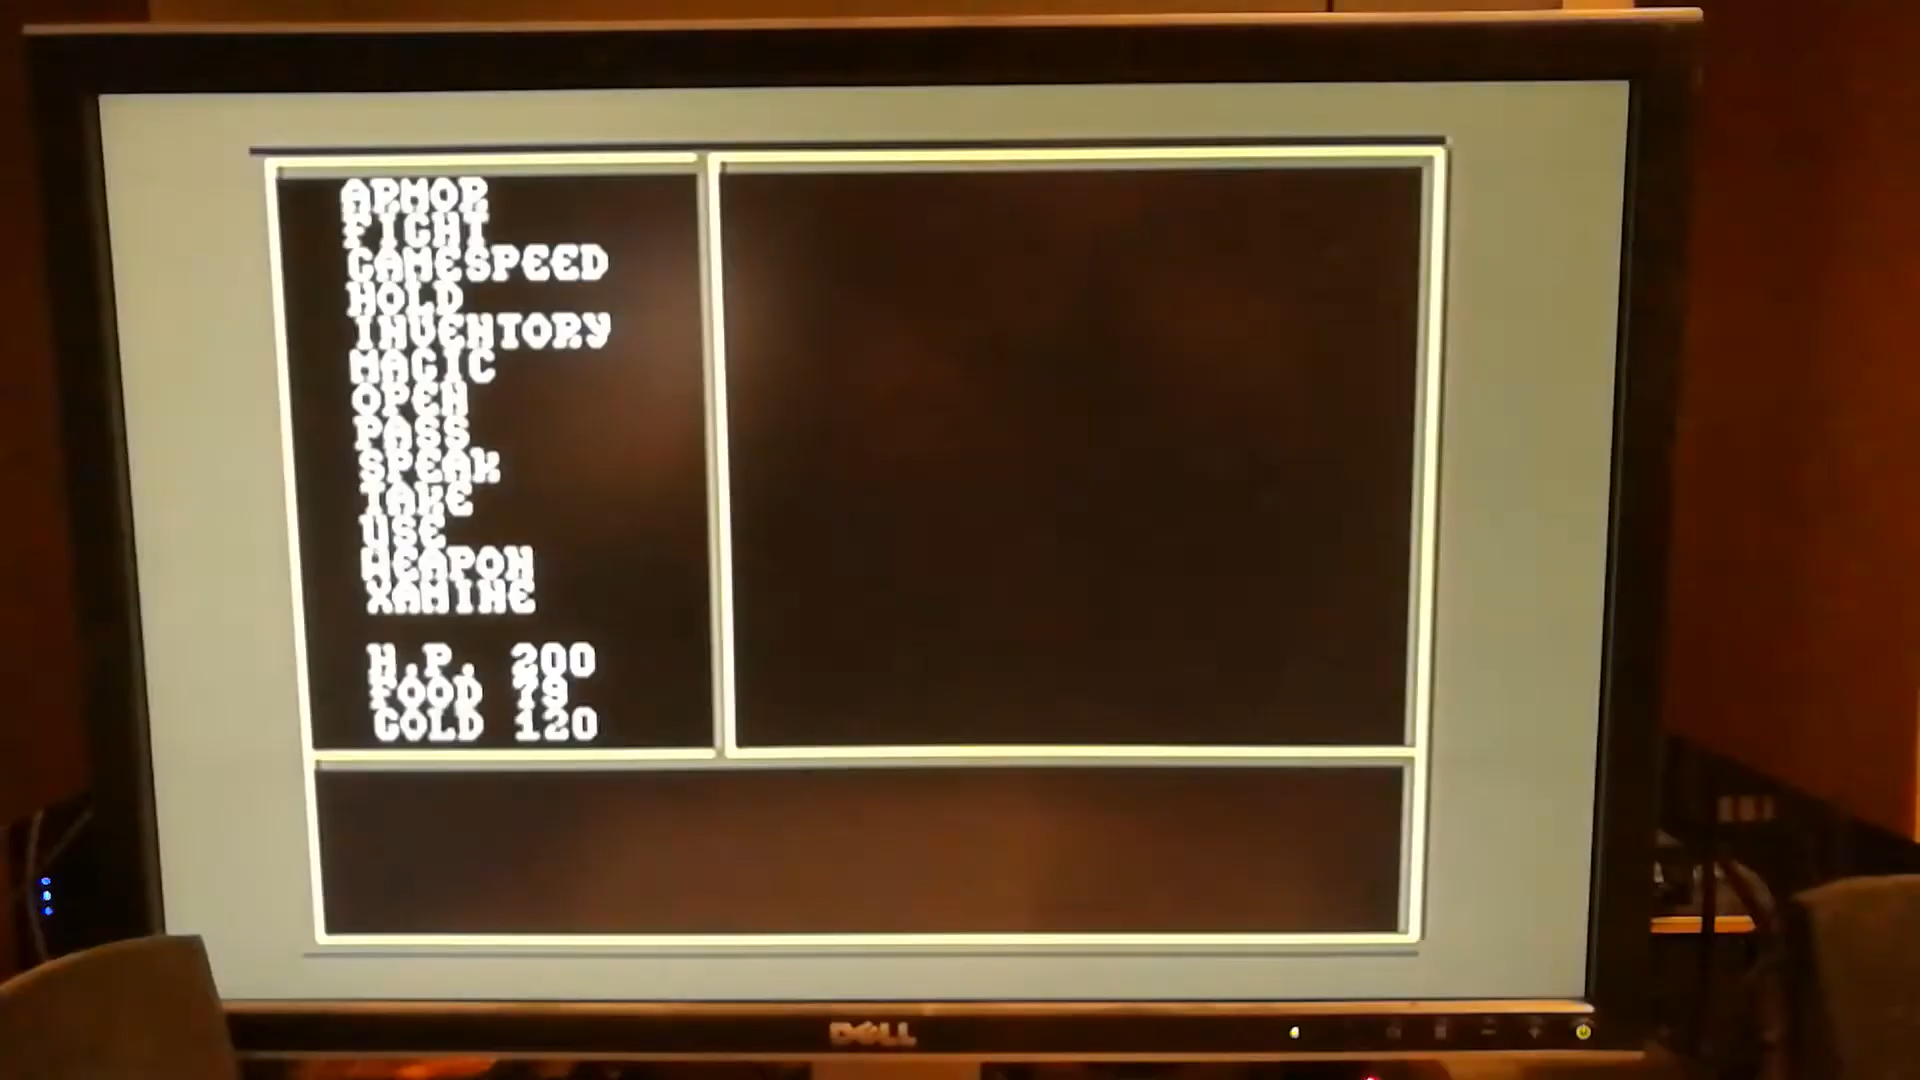 ARMOR
FIGHT
GAMESPEED
HOLD
INVENTORY
MAGIC
OPEN
PASS
SPEAK
TAKE
USE
WEAPON
XAMINE
H.P. 200
FOOD 79
GOLD 120
DELL